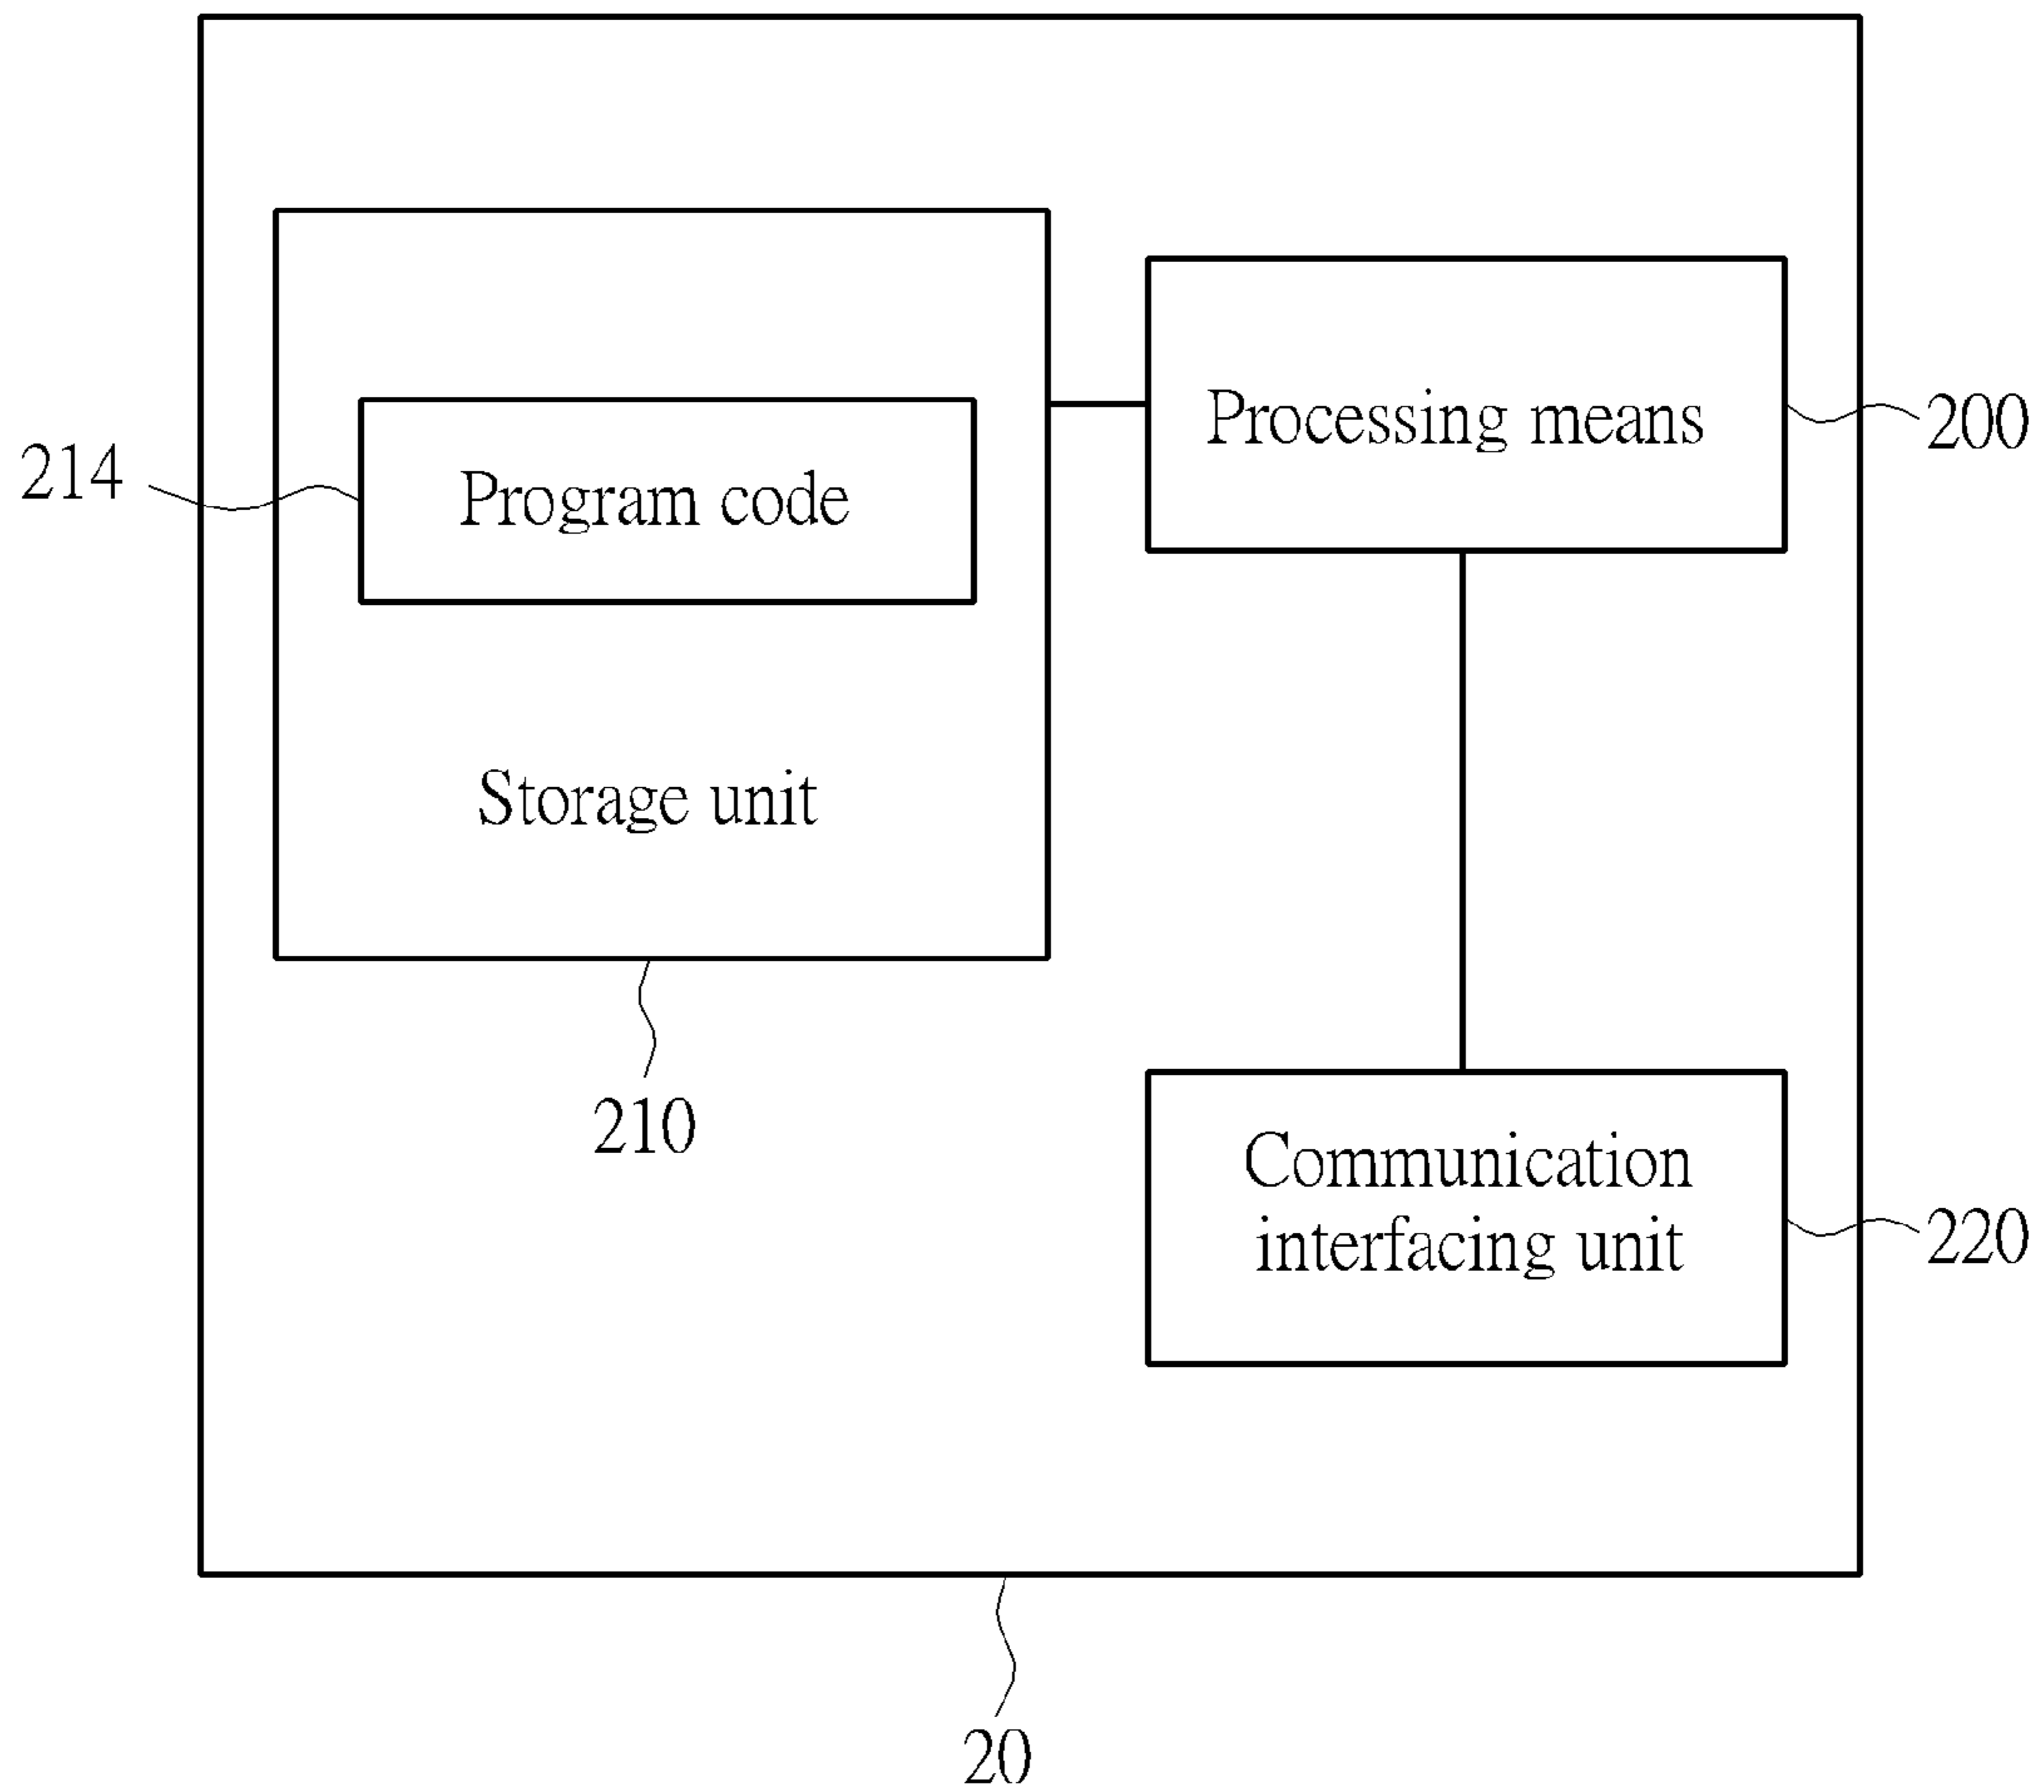 Processing means
200
214
Program code
Storage unit
210
Communication
interfacing unit
220
20